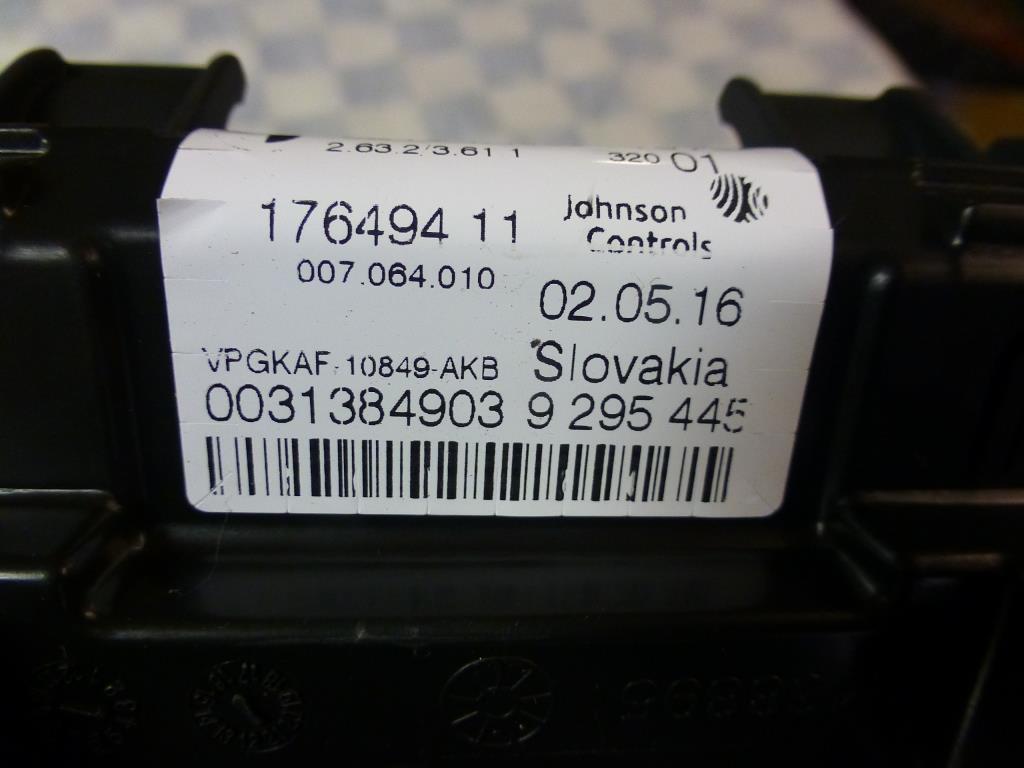 2.63.2/3.61 1 320 01
176494 11 Johnson
Controls
007.064.010
02.05.16
VPGKAF-10849-AKB Slovakia
0031384903 9 295 445